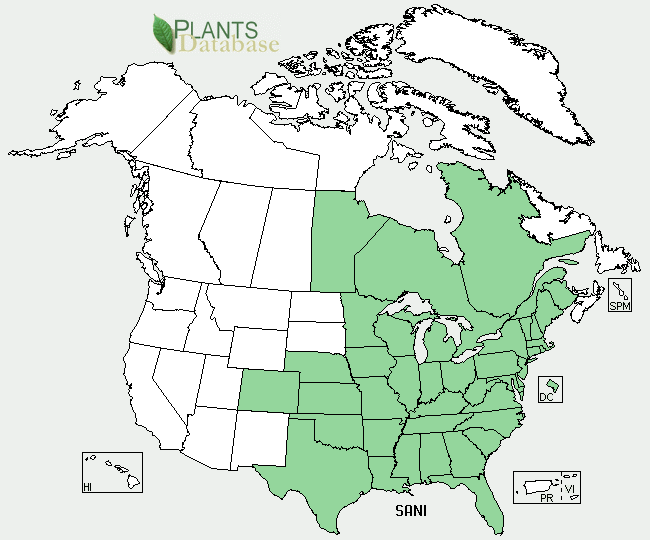 PLANTS
Database
SPM
DC
HI
PR
VI
SANI